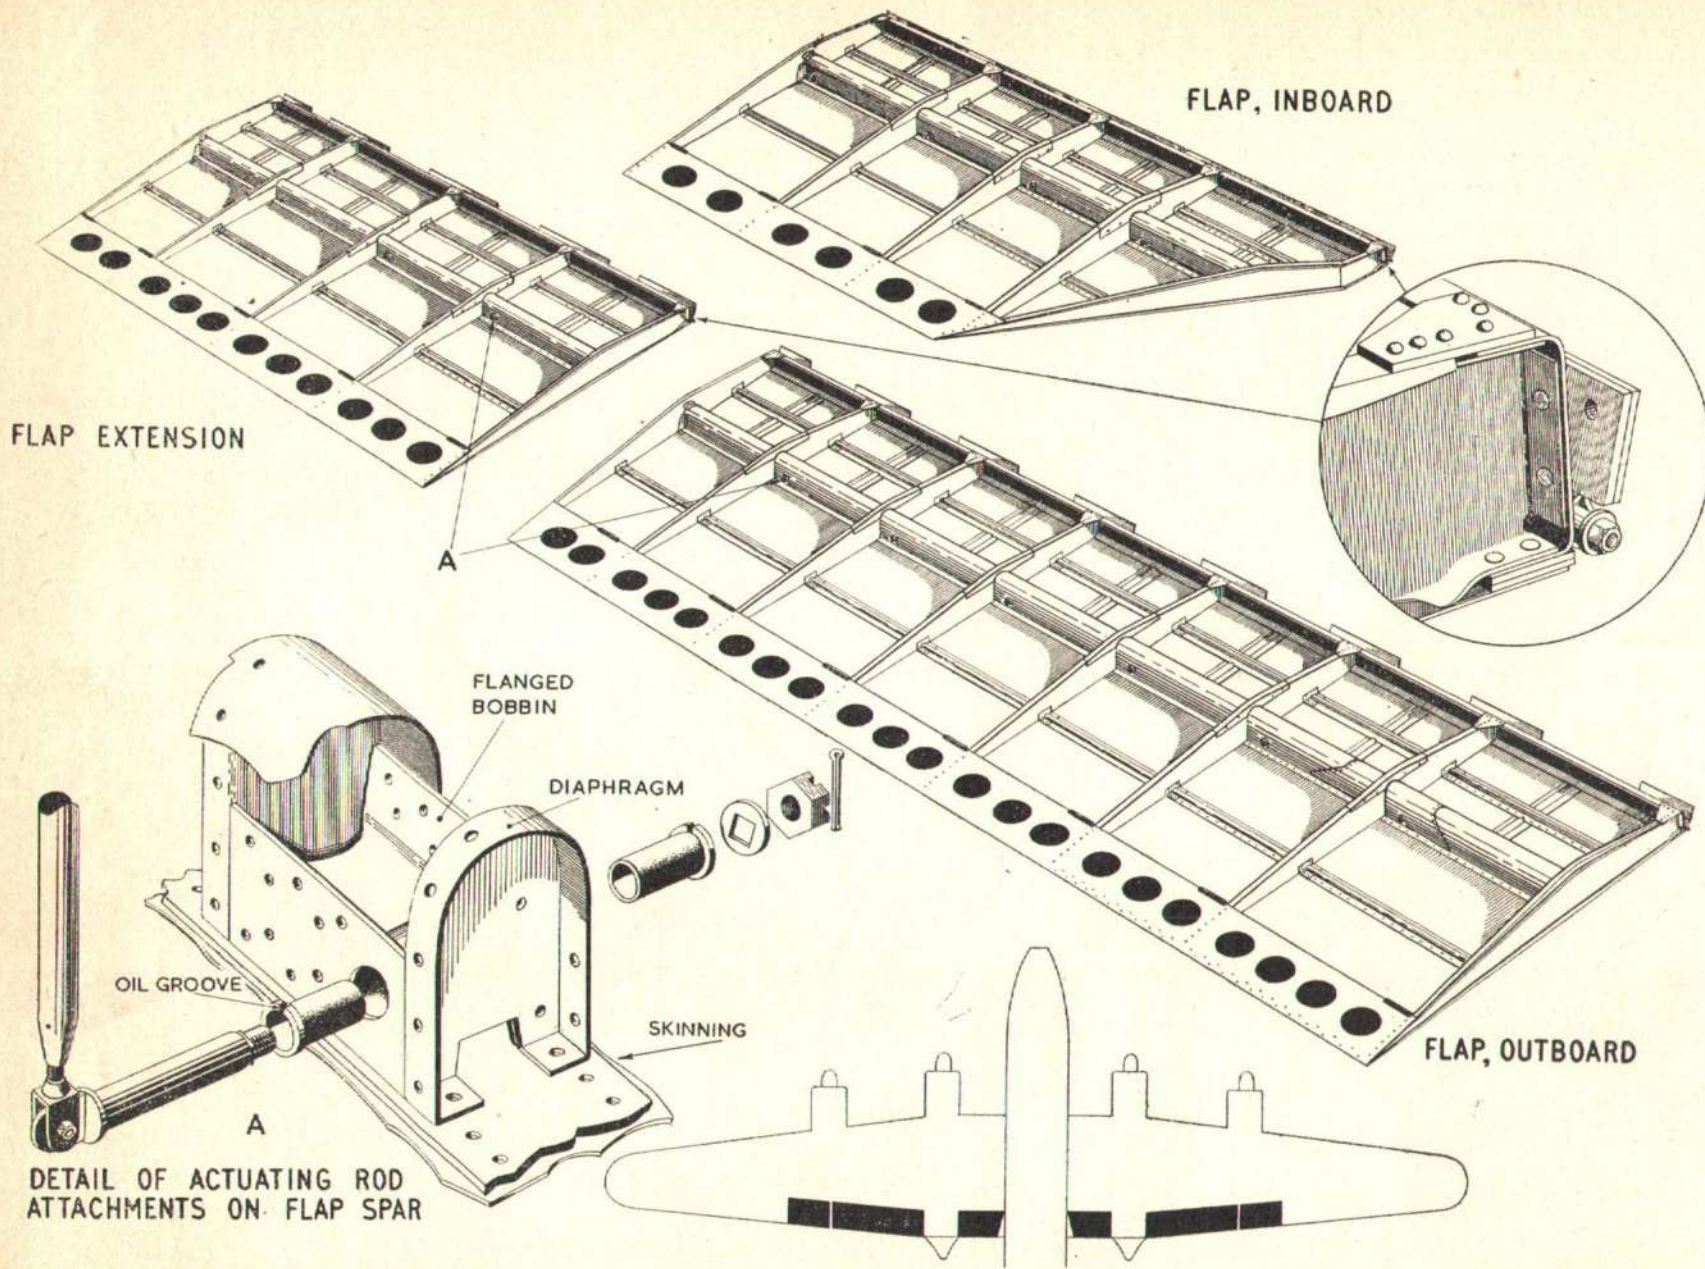 FLAP, INBOARD
FLAP EXTENSION
A
FLANGED
BOBBIN
DIAPHRAGM
OIL GROOVE
SKINNING
FLAP, OUTBOARD
A
DETAIL OF ACTUATING ROD
ATTACHMENTS ON FLAP SPAR